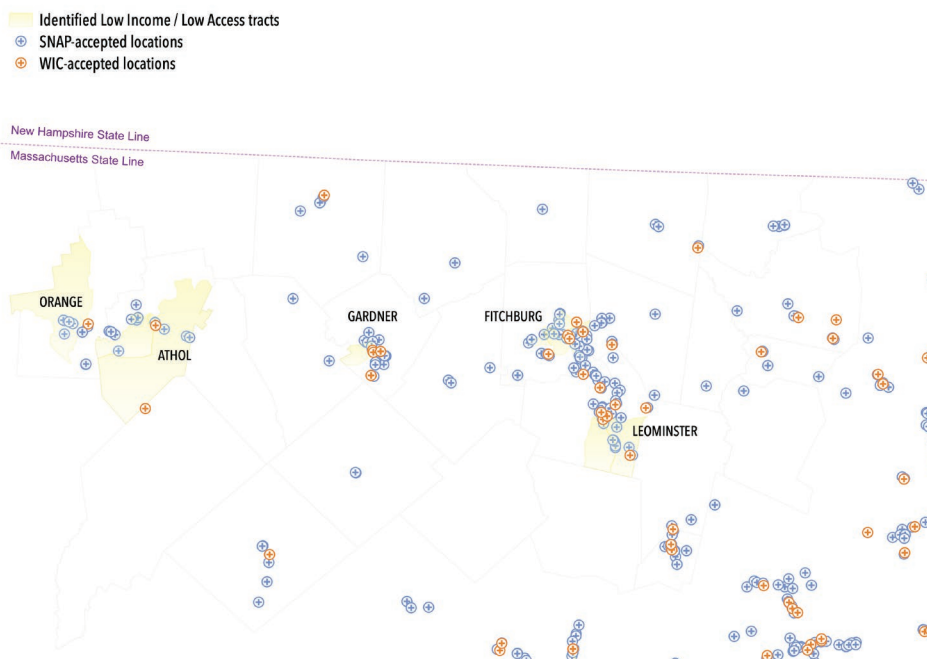 Identified Low Income / Low Access tracts
SNAP-accepted locations
WIC-accepted locations
New Hampshire State Line
Massachusetts State Line
ORANGE
GARDNER
FITCHBURG
ATHOL
LEOMINSTER